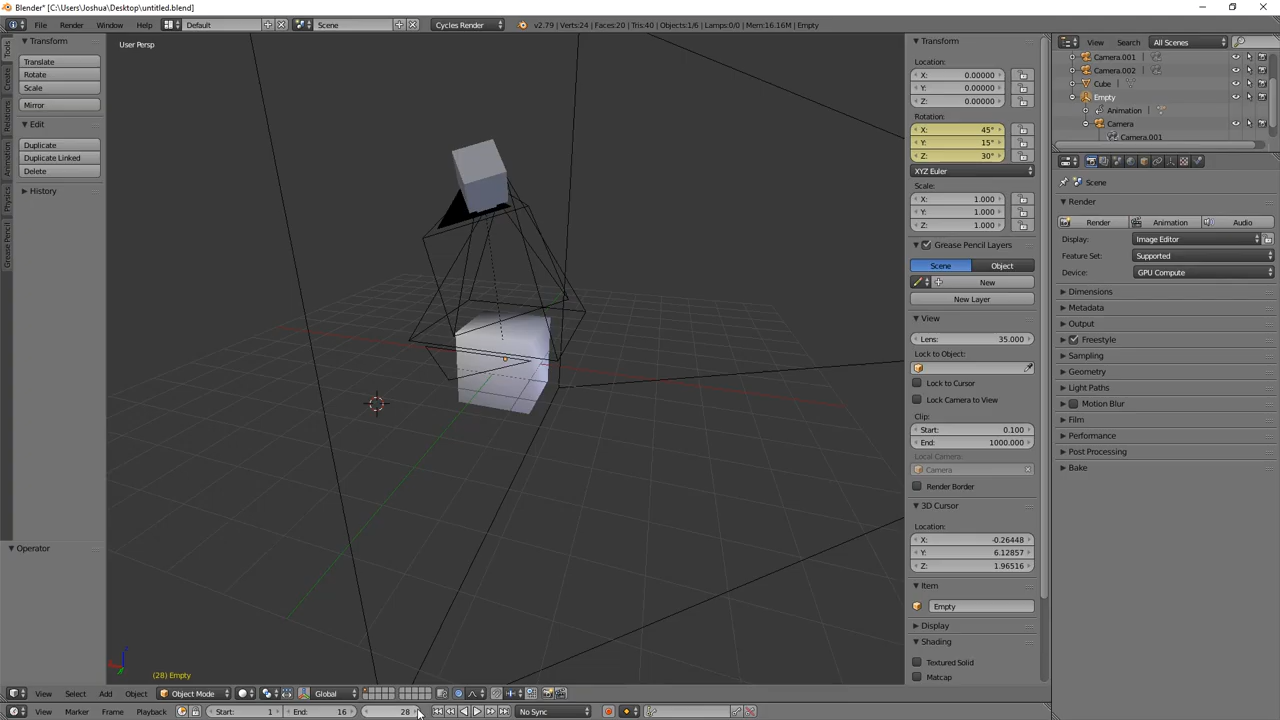 Blender* [C:\Users\Joshua\Desktop\untitled.blend]
File Render Window Help Default Scene Cycles Render v2.79 | Verts:24 | Faces:20 | Tris:40 | Objects:1/6 | Lamps:0/0 | Mem:16.16M | Empty
Tools
Create
Relations
Animation
Physics
Grease Pencil
Transform
Translate
Rotate
Scale
Mirror
Edit
Duplicate
Duplicate Linked
Delete
History
Operator
User Persp
(28) Empty
Transform
Location:
X: 0.00000
Y: 0.00000
Z: 0.00000
Rotation:
X: 45°
Y: 15°
Z: 30°
XYZ Euler
Scale:
X: 1.000
Y: 1.000
Z: 1.000
Grease Pencil Layers
Scene Object
New
New Layer
View
Lens: 35.000
Lock to Object:
Lock to Cursor
Lock Camera to View
Clip:
Start: 0.100
End: 1000.000
Local Camera:
Camera
Render Border
3D Cursor
Location:
X: -0.26448
Y: 6.12857
Z: 1.96516
Item
Empty
Display
Shading
Textured Solid
Matcap
View Search All Scenes
Camera.001
Camera.002
Cube
Empty
Animation
Camera
Camera.001
Scene
Render
Render Animation Audio
Display: Image Editor
Feature Set: Supported
Device: GPU Compute
Dimensions
Metadata
Output
Freestyle
Sampling
Geometry
Light Paths
Motion Blur
Film
Performance
Post Processing
Bake
View Select Add Object Object Mode Global
View Marker Frame Playback Start: 1 End: 16 28 No Sync